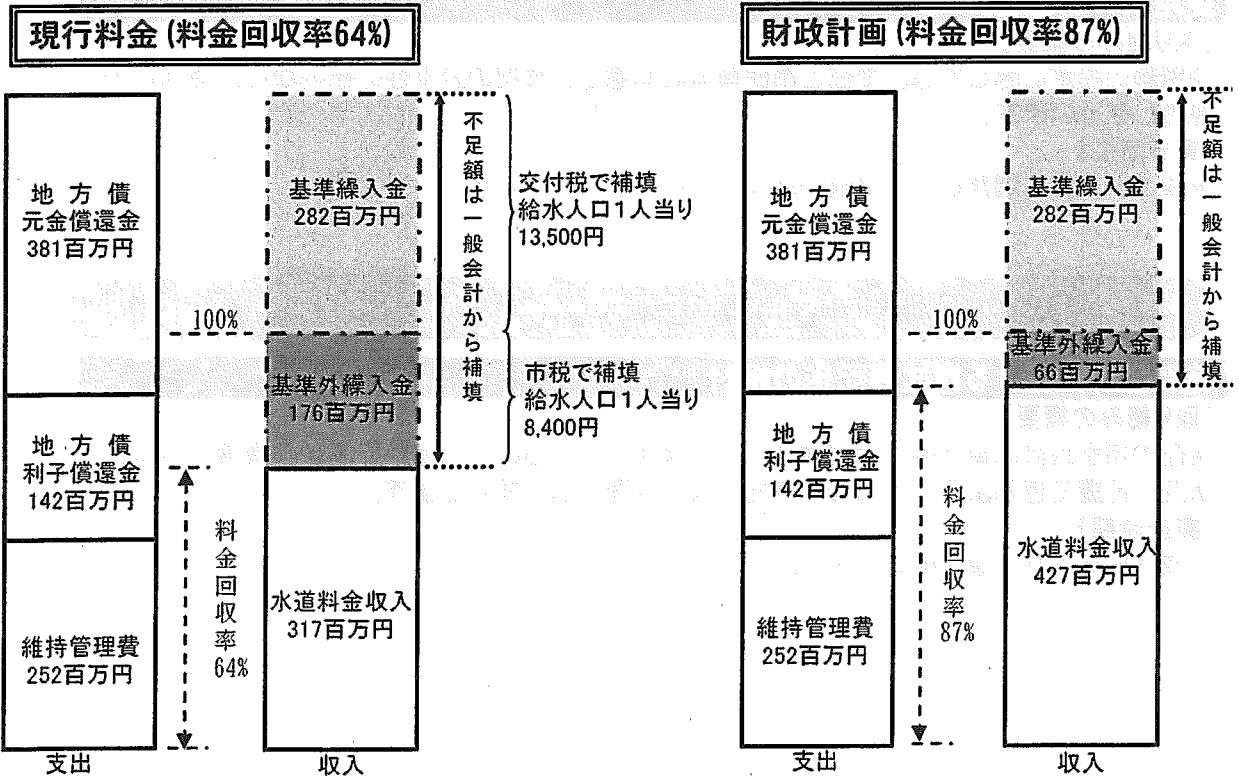 現行料金(料金回収率64%)
地方債
元金償還金
381百万円
地方債
利子償還金
142百万円
維持管理費
252百万円
支出
100%
料金回収率
64%
基準繰入金
282百万円
基準外繰入金
176百万円
水道料金収入
317百万円
収入
不足額は一般会計から補填
交付税で補填
給水人口1人当り
13,500円
市税で補填
給水人口1人当り
8,400円
財政計画(料金回収率87%)
地方債
元金償還金
381百万円
地方債
利子償還金
142百万円
維持管理費
252百万円
支出
100%
料金回収率
87%
基準繰入金
282百万円
基準外繰入金
66百万円
水道料金収入
427百万円
収入
不足額は一般会計から補填